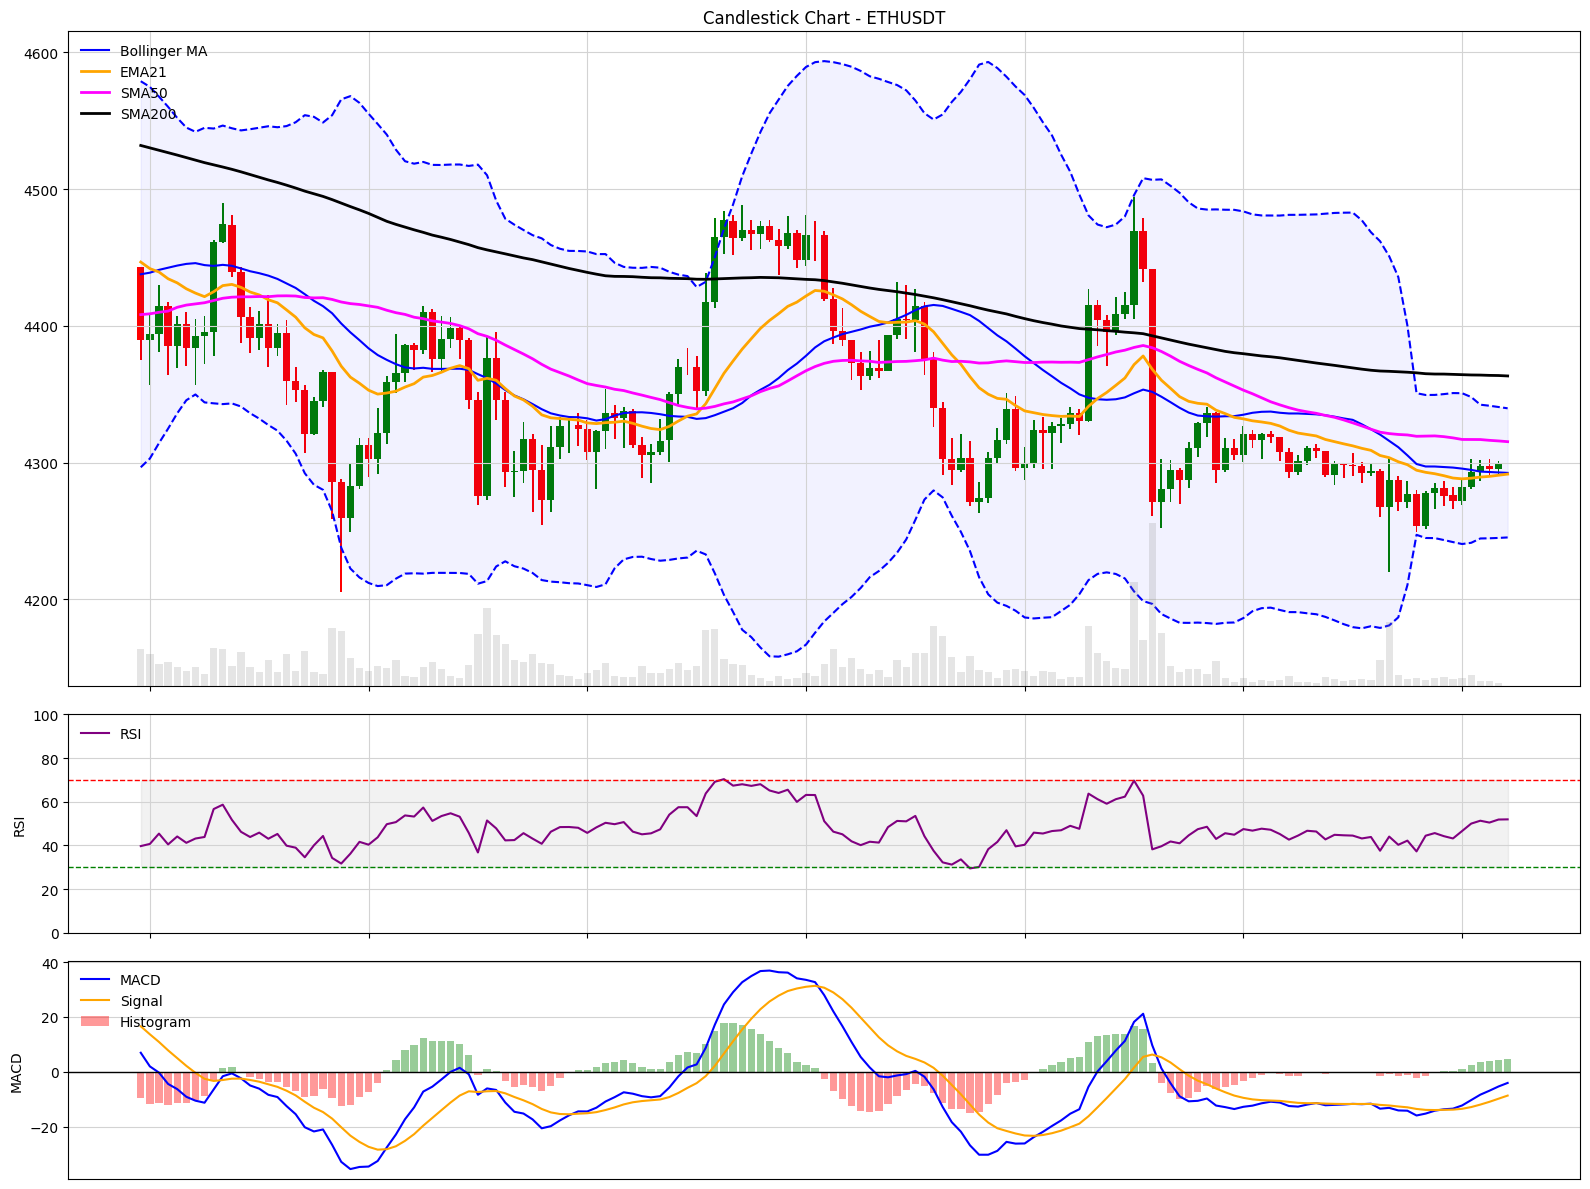 Candlestick Chart - ETHUSDT
4600
4500
4400
4300
4200
Bollinger MA
EMA21
SMA50
SMA200
100
80
60
40
20
0
RSI
RSI
40
20
0
−20
MACD
MACD
Signal
Histogram